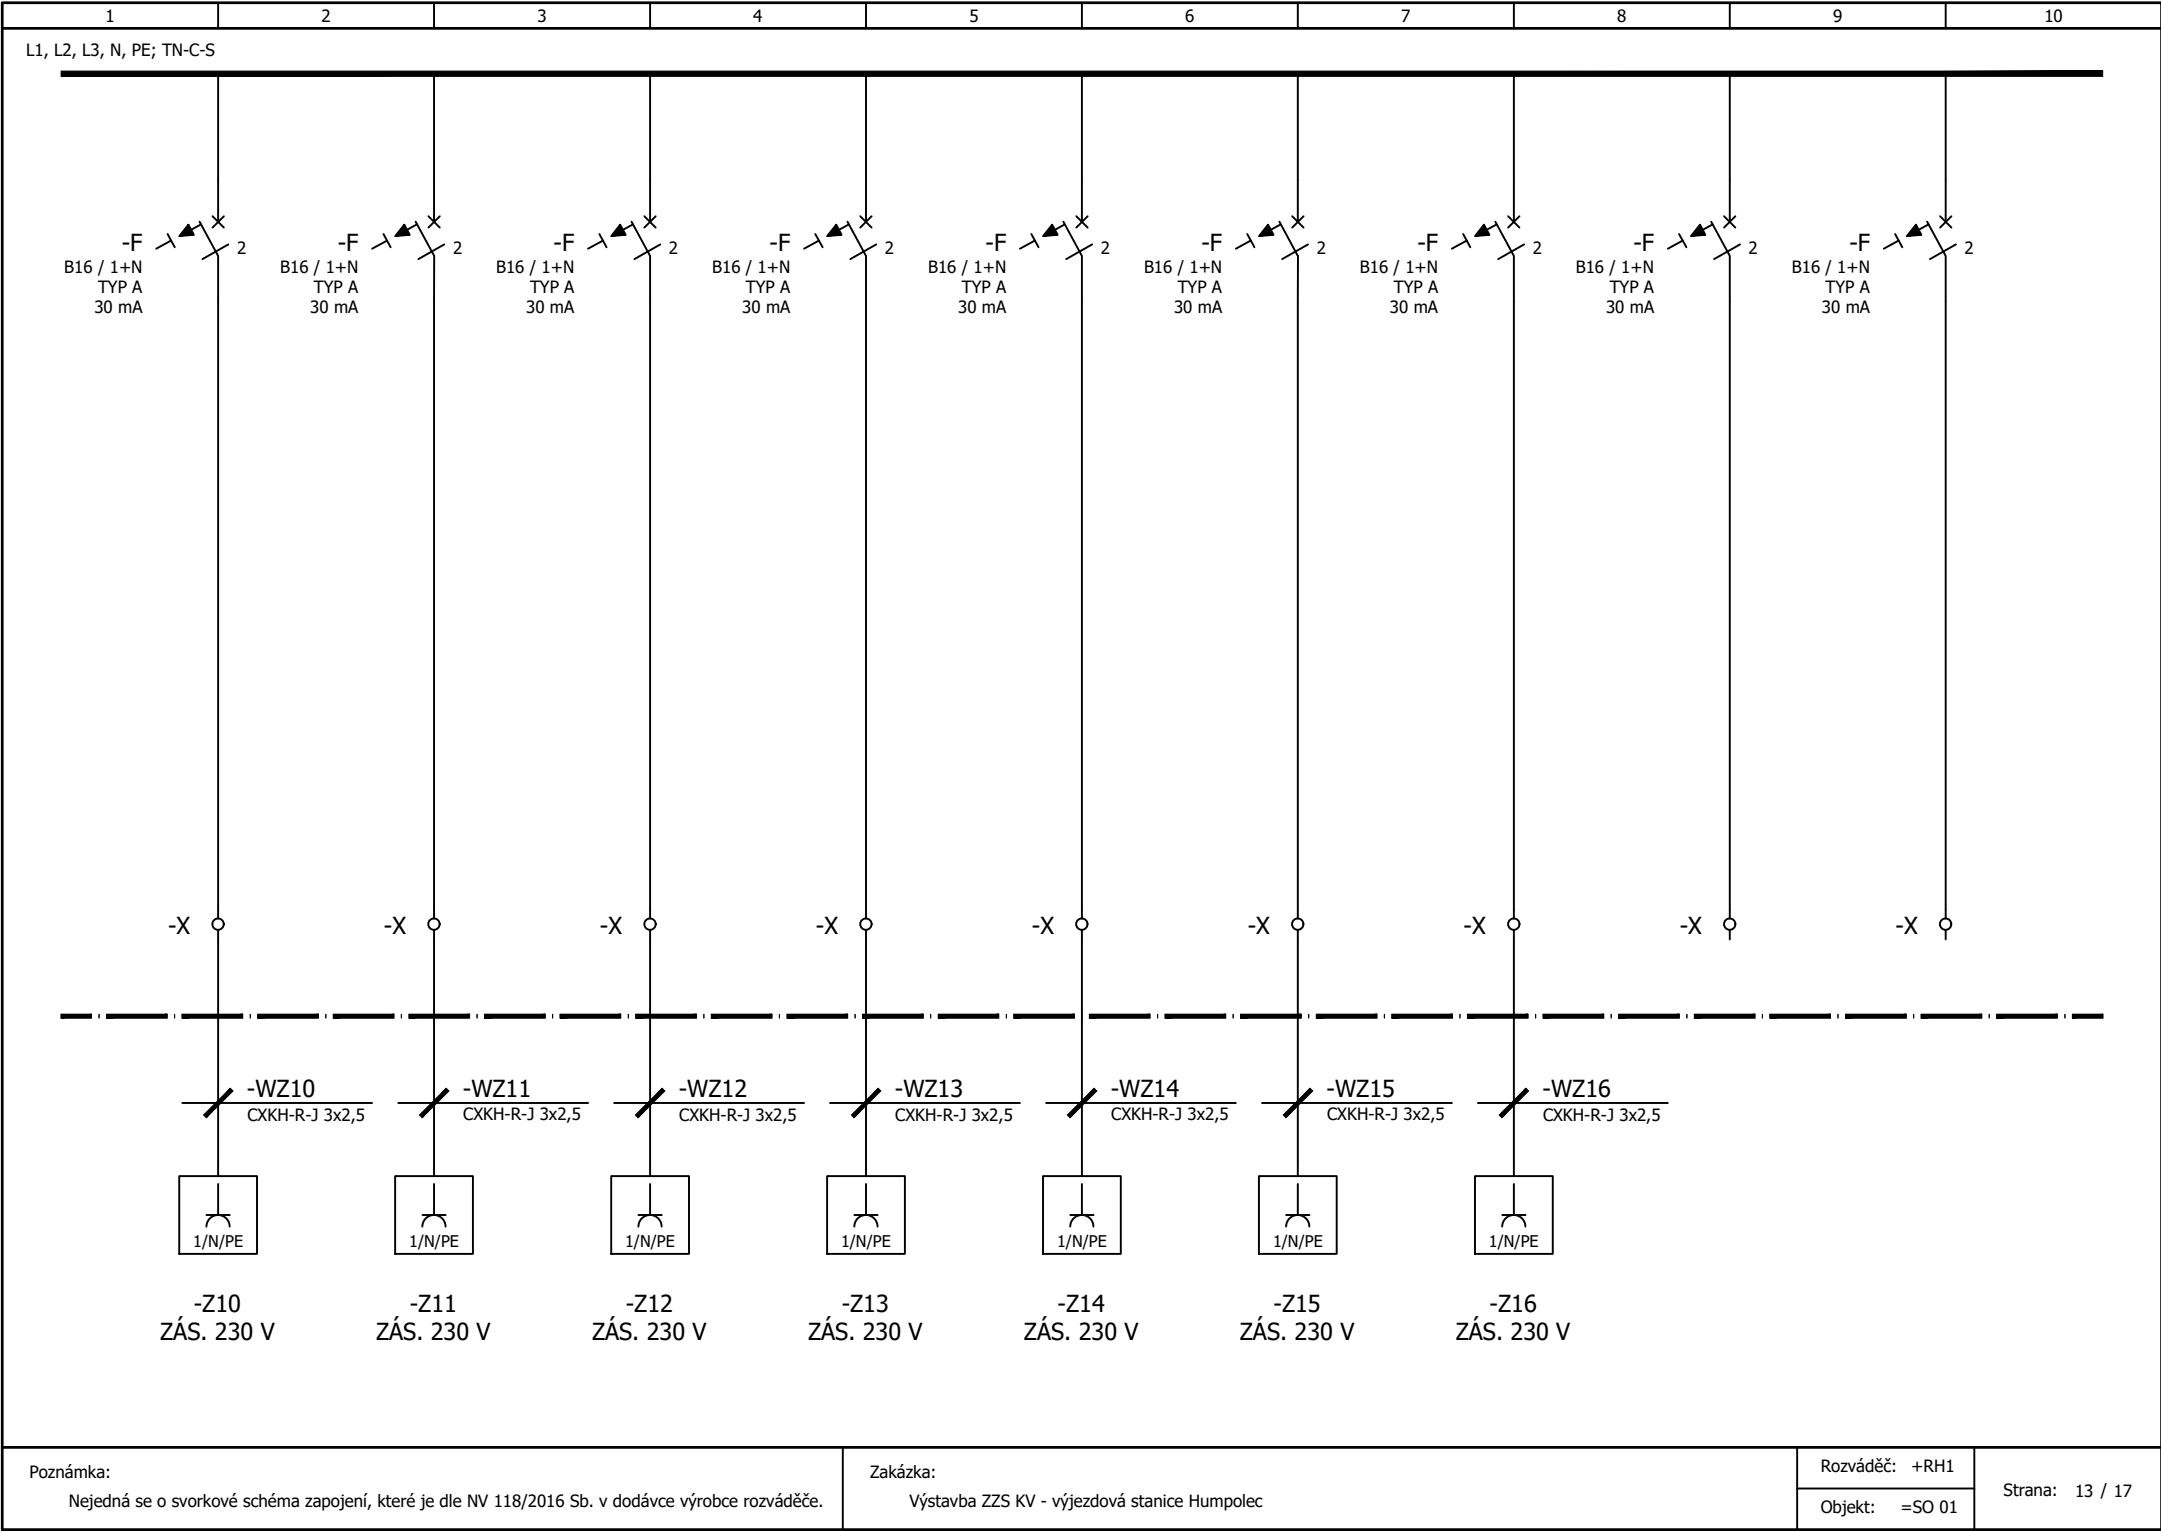 1 2 3 4 5 6 7 8 9 10
L1, L2, L3, N, PE; TN-C-S
-F 2 -F 2 -F 2 -F 2 -F 2 -F 2 -F 2 -F 2 -F 2
B16 / 1+N B16 / 1+N B16 / 1+N B16 / 1+N B16 / 1+N B16 / 1+N B16 / 1+N B16 / 1+N B16 / 1+N
TYP A TYP A TYP A TYP A TYP A TYP A TYP A TYP A TYP A
30 mA 30 mA 30 mA 30 mA 30 mA 30 mA 30 mA 30 mA 30 mA
-X -X -X -X -X -X -X -X -X
-WZ10 -WZ11 -WZ12 -WZ13 -WZ14 -WZ15 -WZ16
CXKH-R-J 3x2,5 CXKH-R-J 3x2,5 CXKH-R-J 3x2,5 CXKH-R-J 3x2,5 CXKH-R-J 3x2,5 CXKH-R-J 3x2,5 CXKH-R-J 3x2,5
1/N/PE 1/N/PE 1/N/PE 1/N/PE 1/N/PE 1/N/PE 1/N/PE
-Z10 -Z11 -Z12 -Z13 -Z14 -Z15 -Z16
ZÁS. 230 V ZÁS. 230 V ZÁS. 230 V ZÁS. 230 V ZÁS. 230 V ZÁS. 230 V ZÁS. 230 V
Poznámka:
Nejedná se o svorkové schéma zapojení, které je dle NV 118/2016 Sb. v dodávce výrobce rozváděče.
Zakázka:
Výstavba ZZS KV - výjezdová stanice Humpolec
Rozváděč: +RH1
Objekt: =SO 01
Strana: 13 / 17